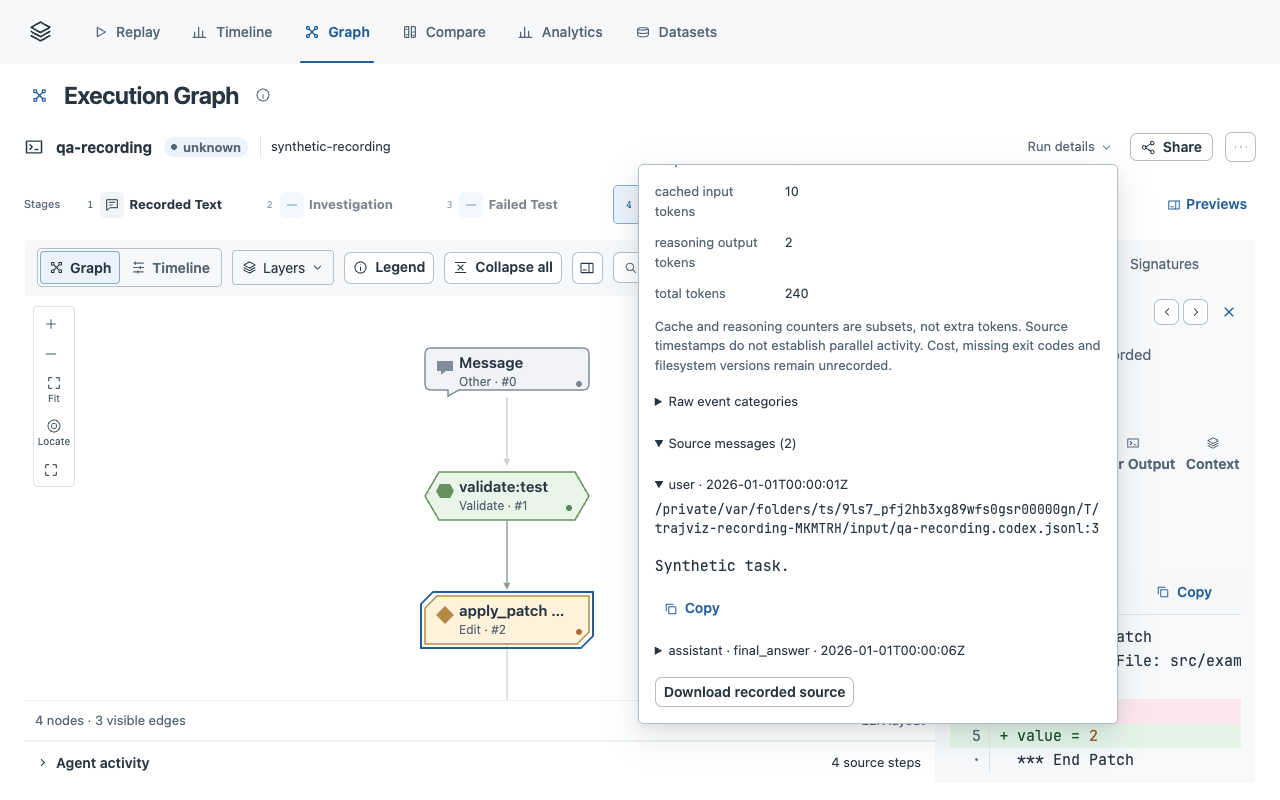 Replay
Timeline
Graph
Compare
Analytics
Datasets
Execution Graph
qa-recording
unknown
synthetic-recording
Run details
Share
Stages
1 Recorded Text
2 Investigation
3 Failed Test
4
Previews
Graph
Timeline
Layers
Legend
Collapse all
Signatures
Fit
Locate
Message
Other · #0
validate:test
Validate · #1
apply_patch ...
Edit · #2
cached input tokens 10
reasoning output tokens 2
total tokens 240
Cache and reasoning counters are subsets, not extra tokens. Source
timestamps do not establish parallel activity. Cost, missing exit codes and
filesystem versions remain unrecorded.
Raw event categories
Source messages (2)
user · 2026-01-01T00:00:01Z
/private/var/folders/ts/9ls7_pfj2hb3xg89wfs0gsr00000gn/T/
trajviz-recording-MKMTRH/input/qa-recording.codex.jsonl:3
Synthetic task.
Copy
assistant · final_answer · 2026-01-01T00:00:06Z
Download recorded source
orded
r Output
Context
Copy
atch
File: src/exam
5 + value = 2
· *** End Patch
4 nodes · 3 visible edges
Agent activity
4 source steps